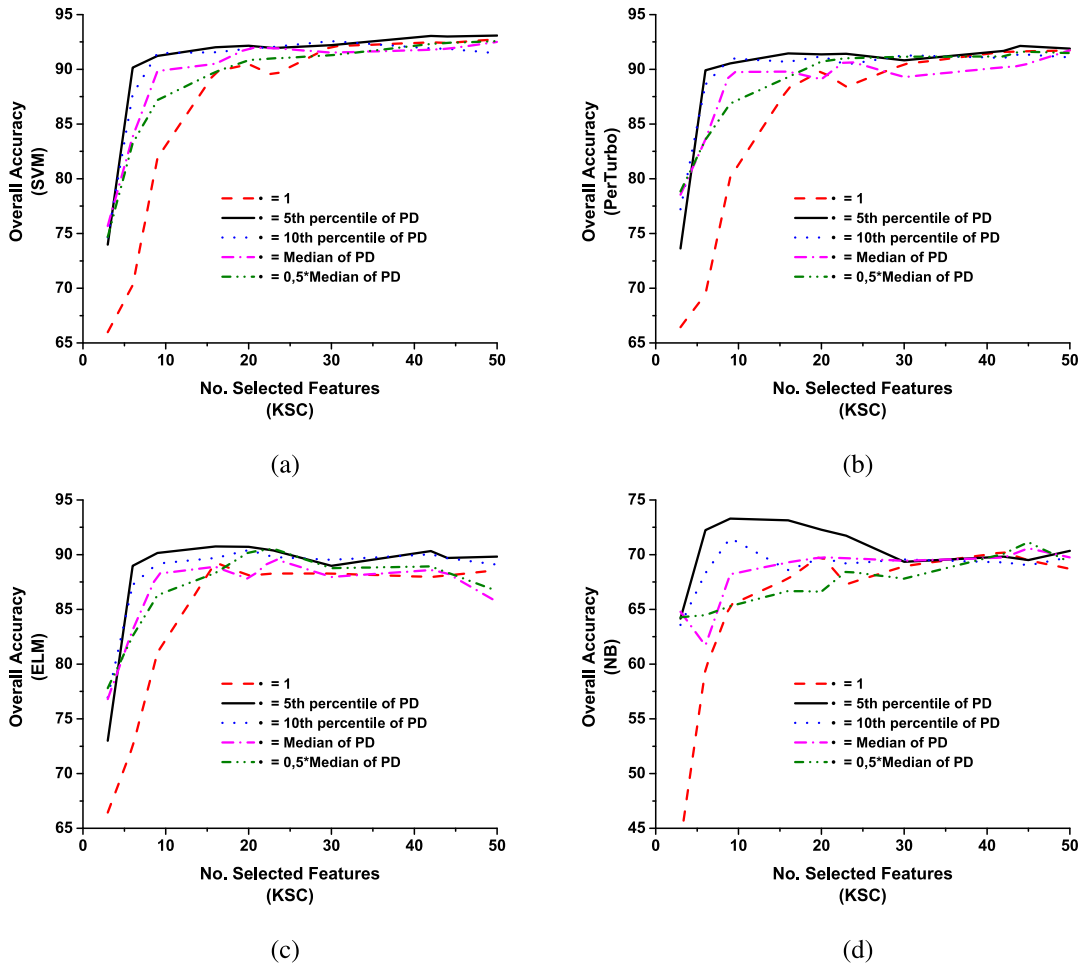 95
90
85
80
75
70
65
0 10 20 30 40 50
Overall Accuracy
(SVM)
• = 1
• = 5th percentile of PD
• = 10th percentile of PD
• = Median of PD
• = 0,5*Median of PD
No. Selected Features
(KSC)
(a)
95
90
85
80
75
70
65
0 10 20 30 40 50
Overall Accuracy
(PerTurbo)
• = 1
• = 5th percentile of PD
• = 10th percentile of PD
• = Median of PD
• = 0,5*Median of PD
No. Selected Features
(KSC)
(b)
95
90
85
80
75
70
65
0 10 20 30 40 50
Overall Accuracy
(ELM)
• = 1
• = 5th percentile of PD
• = 10th percentile of PD
• = Median of PD
• = 0,5*Median of PD
No. Selected Features
(KSC)
(c)
75
70
65
60
55
50
45
0 10 20 30 40 50
Overall Accuracy
(NB)
• = 1
• = 5th percentile of PD
• = 10th percentile of PD
• = Median of PD
• = 0,5*Median of PD
No. Selected Features
(KSC)
(d)